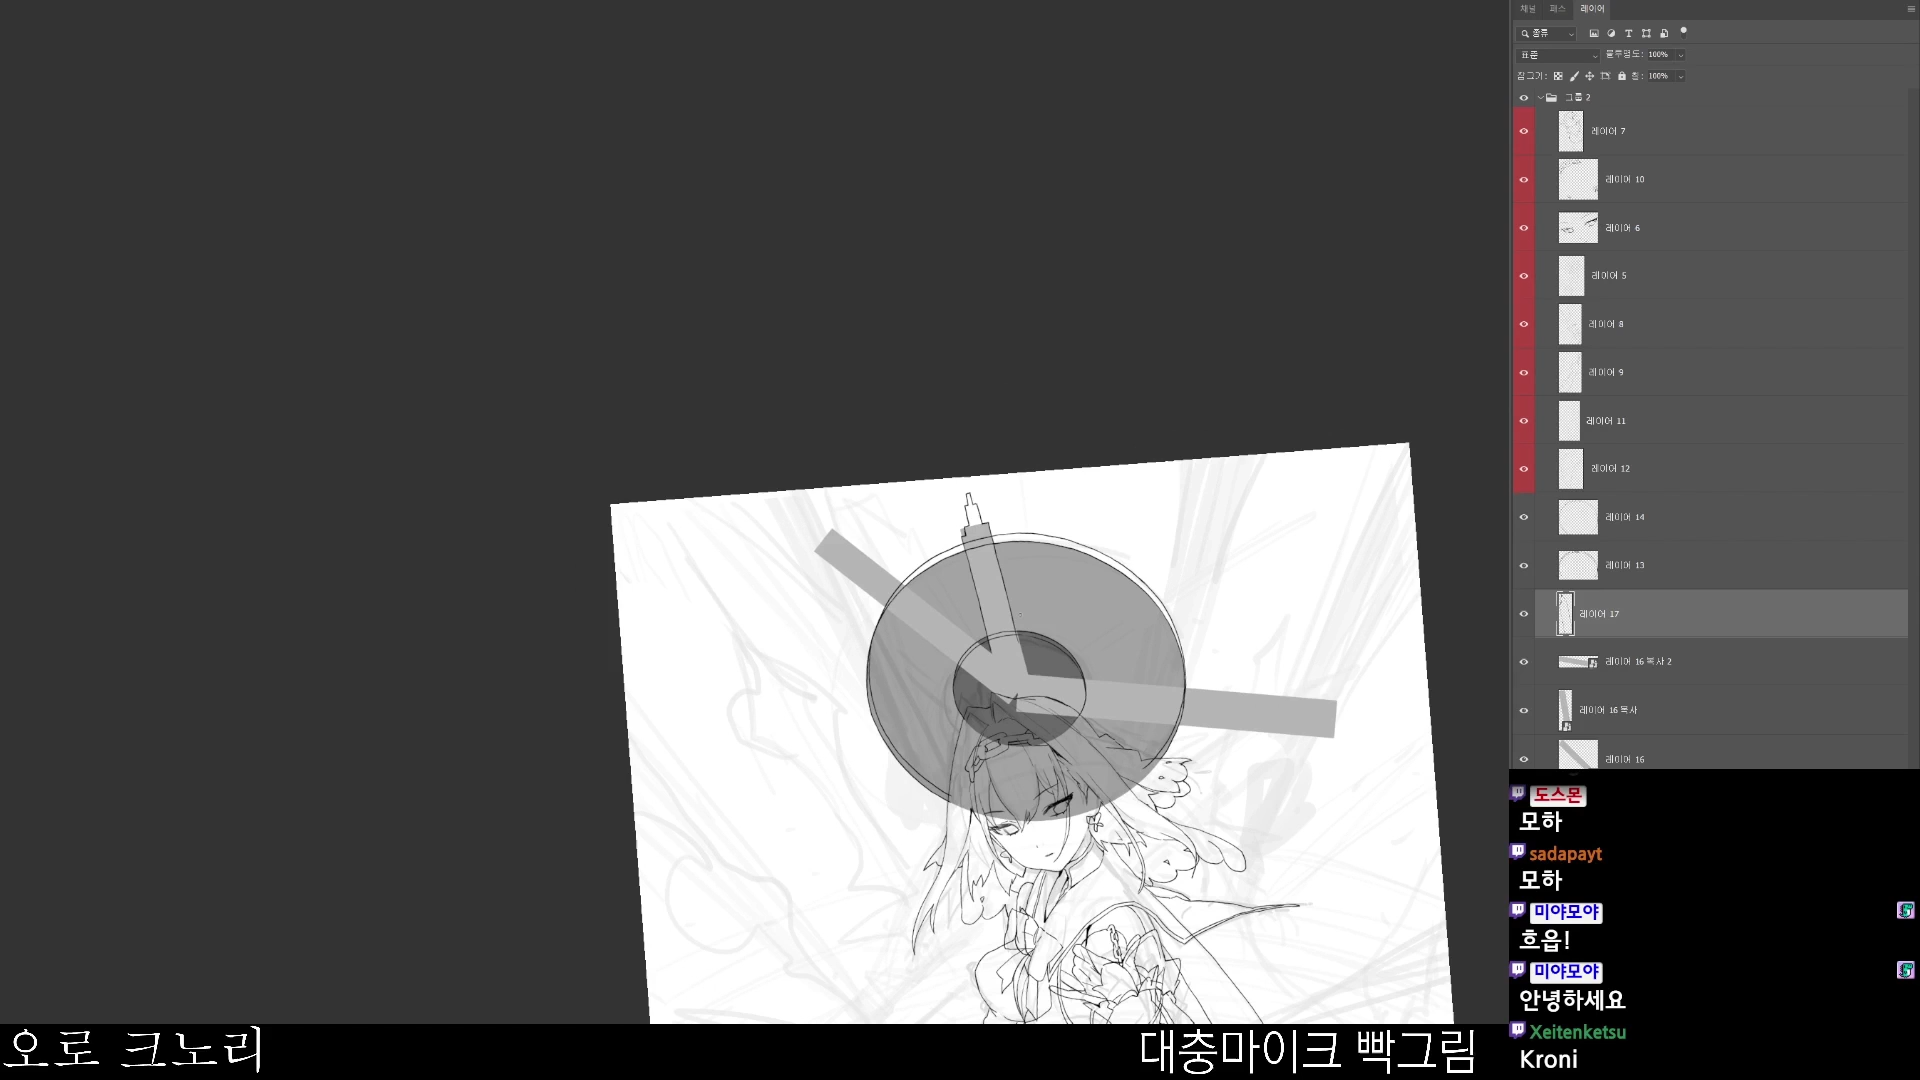 채널 패스 레이어
종류
표준 불투명도: 100%
잠그기: 칠: 100%
그룹 2
레이어 7
레이어 10
레이어 6
레이어 5
레이어 8
레이어 9
레이어 11
레이어 12
레이어 14
레이어 13
레이어 17
레이어 16 복사 2
레이어 16 복사
레이어 16
도스몬
모하
sadapayt
모하
미야모야
흐읍!
미야모야
안녕하세요
Xeitenketsu
Kroni
오로 크노리
대충마이크 빡그림